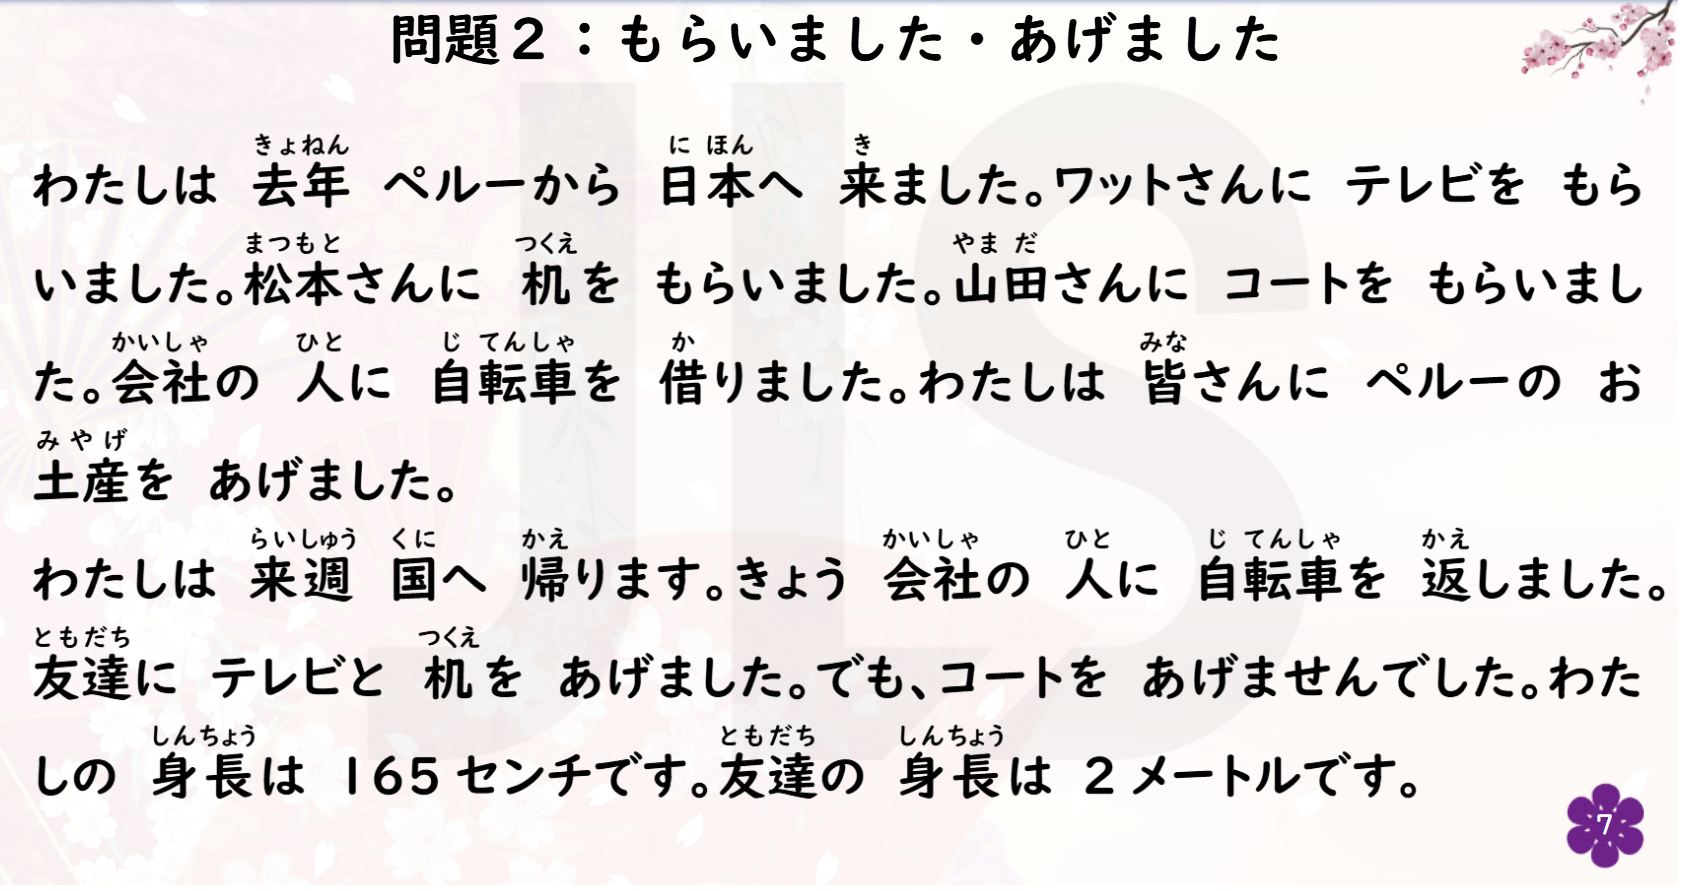 問題２：もらいました・あげました
きょねん に ほん き
わたしは 去年 ペルーから 日本へ 来ました。ワットさんに テレビを もら
まつもと つくえ やま だ
いました。松本さんに 机を もらいました。山田さんに コートを もらいまし
かいしゃ ひと じ てんしゃ か みな
た。会社の 人に 自転車を 借りました。わたしは 皆さんに ペルーの お
み や げ
土産を あげました。
らいしゅう くに かえ かいしゃ ひと じ てんしゃ かえ
わたしは 来週 国へ 帰ります。きょう 会社の 人に 自転車を 返しました。
ともだち つくえ
友達に テレビと 机を あげました。でも、コートを あげませんでした。わた
しんちょう ともだち しんちょう
しの 身長は 165センチです。友達の 身長は 2メートルです。
7
JLS